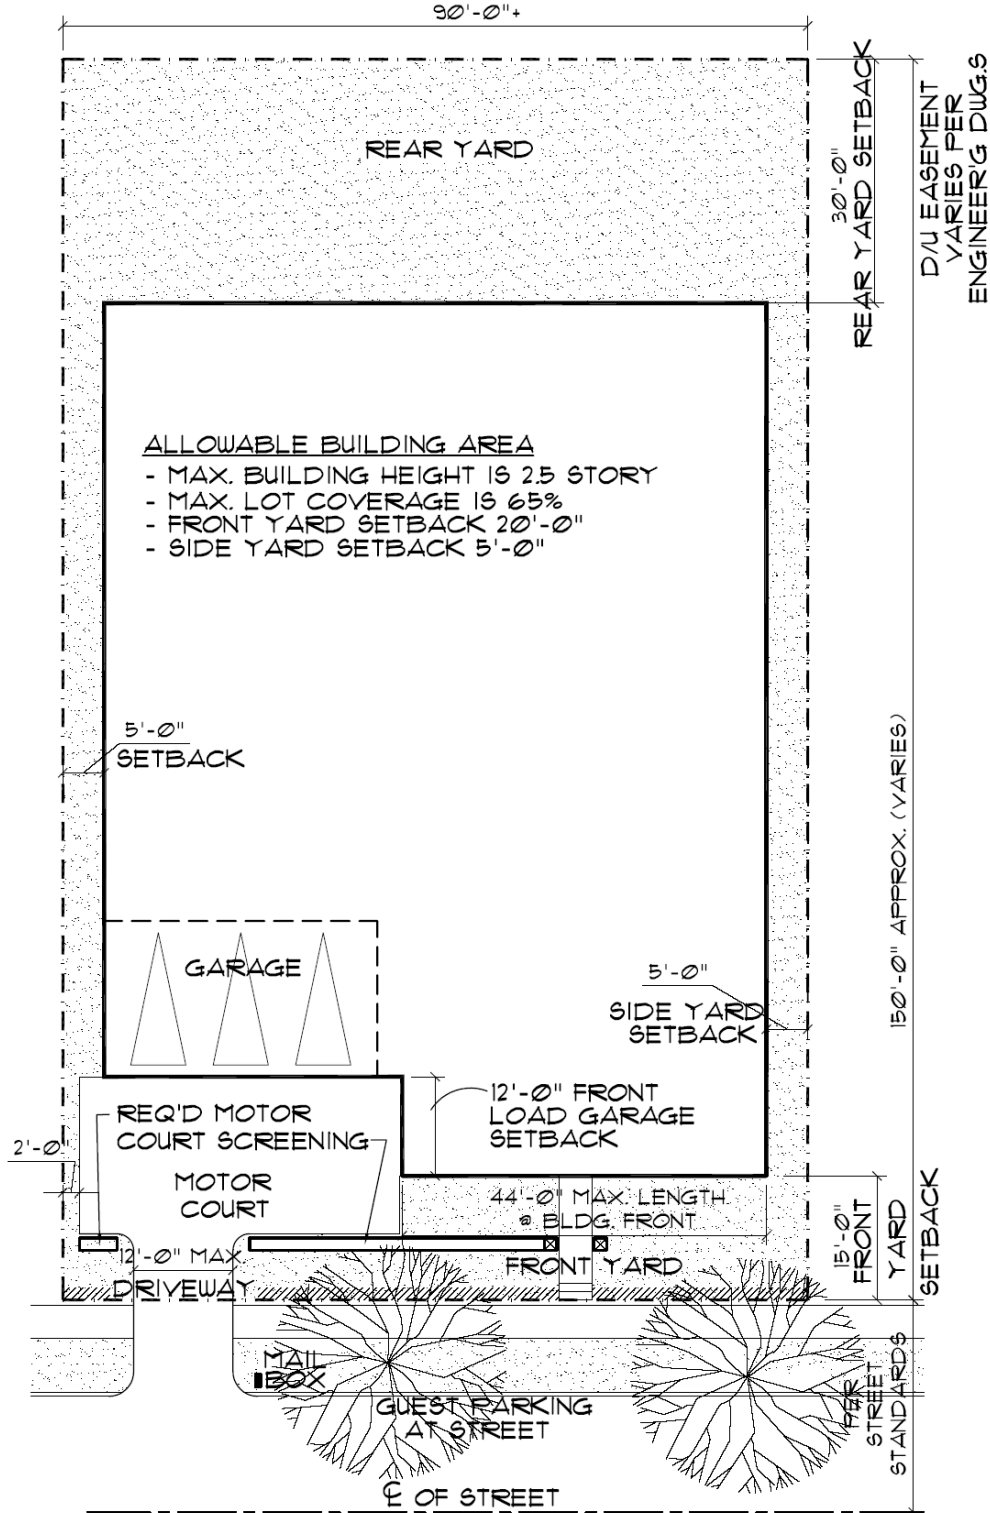 90'-0"+
REAR YARD
30'-0"
REAR YARD SETBACK
D/U EASEMENT
VARIES PER
ENGINEER'G DWG.S
ALLOWABLE BUILDING AREA
- MAX. BUILDING HEIGHT IS 2.5 STORY
- MAX. LOT COVERAGE IS 65%
- FRONT YARD SETBACK 20'-0"
- SIDE YARD SETBACK 5'-0"
5'-0"
SETBACK
150'-0" APPROX. (VARIES)
GARAGE
5'-0"
SIDE YARD
SETBACK
12'-0" FRONT
LOAD GARAGE
SETBACK
REQ'D MOTOR
COURT SCREENING
2'-0
MOTOR
COURT
44'-0" MAX. LENGTH
@ BLDG. FRONT
15'-0"
FRONT
YARD
SETBACK
12'-0" MAX
DRIVEWAY
FRONT YARD
MAIL
BOX
GUEST PARKING
AT STREET
PER
STREET
STANDARDS
℄ OF STREET